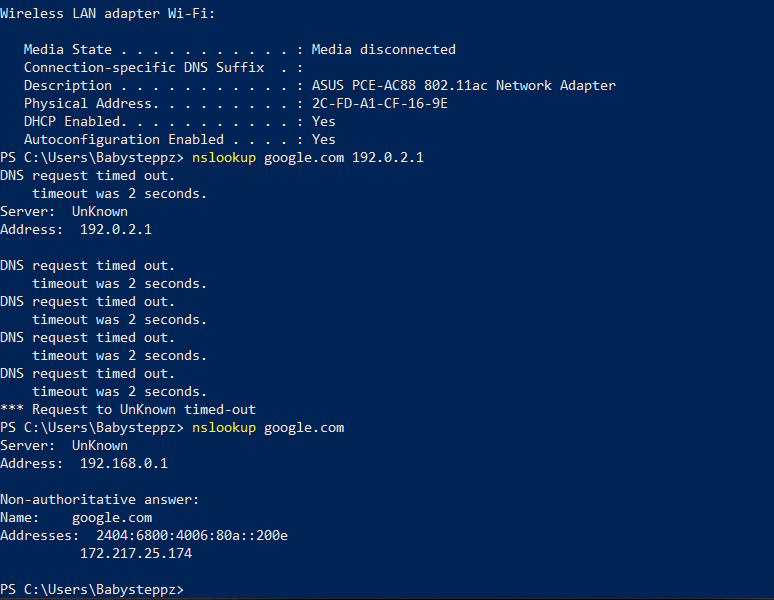 Wireless LAN adapter Wi-Fi:
Media State . . . . . . . . . . . : Media disconnected
Connection-specific DNS Suffix  . :
Description . . . . . . . . . . . : ASUS PCE-AC88 802.11ac Network Adapter
Physical Address. . . . . . . . . : 2C-FD-A1-CF-16-9E
DHCP Enabled. . . . . . . . . . . : Yes
Autoconfiguration Enabled . . . . : Yes
PS C:\Users\Babysteppz> nslookup google.com 192.0.2.1
DNS request timed out.
timeout was 2 seconds.
Server:  UnKnown
Address:  192.0.2.1
DNS request timed out.
timeout was 2 seconds.
DNS request timed out.
timeout was 2 seconds.
DNS request timed out.
timeout was 2 seconds.
DNS request timed out.
timeout was 2 seconds.
*** Request to UnKnown timed-out
PS C:\Users\Babysteppz> nslookup google.com
Server:  UnKnown
Address:  192.168.0.1
Non-authoritative answer:
Name:    google.com
Addresses:  2404:6800:4006:80a::200e
172.217.25.174
PS C:\Users\Babysteppz>